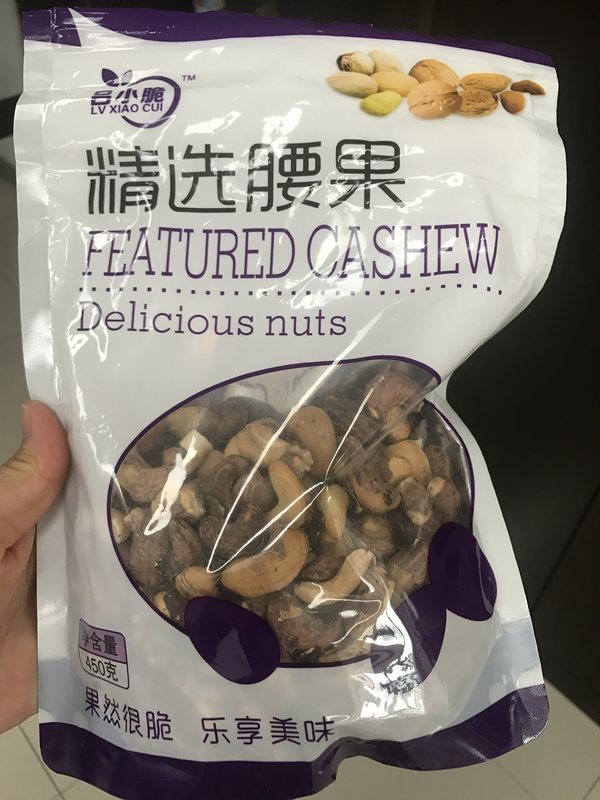 吕小脆 TM
LV XIAO CUI
精选腰果
FEATURED CASHEW
Delicious nuts
净含量
450克
果然很脆 乐享美味